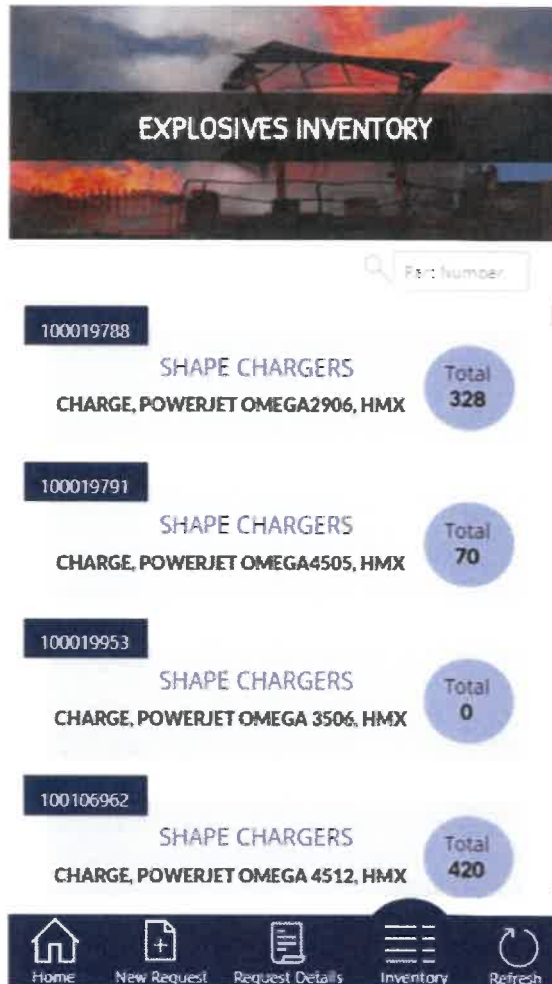 EXPLOSIVES INVENTORY
Part Number
100019788
SHAPE CHARGERS
CHARGE, POWERJET OMEGA2906, HMX
Total
328
100019791
SHAPE CHARGERS
CHARGE, POWERJET OMEGA4505, HMX
Total
70
100019953
SHAPE CHARGERS
CHARGE, POWERJET OMEGA 3506, HMX
Total
0
100106962
SHAPE CHARGERS
CHARGE, POWERJET OMEGA 4512, HMX
Total
420
Home New Request Request Details Inventory Refresh